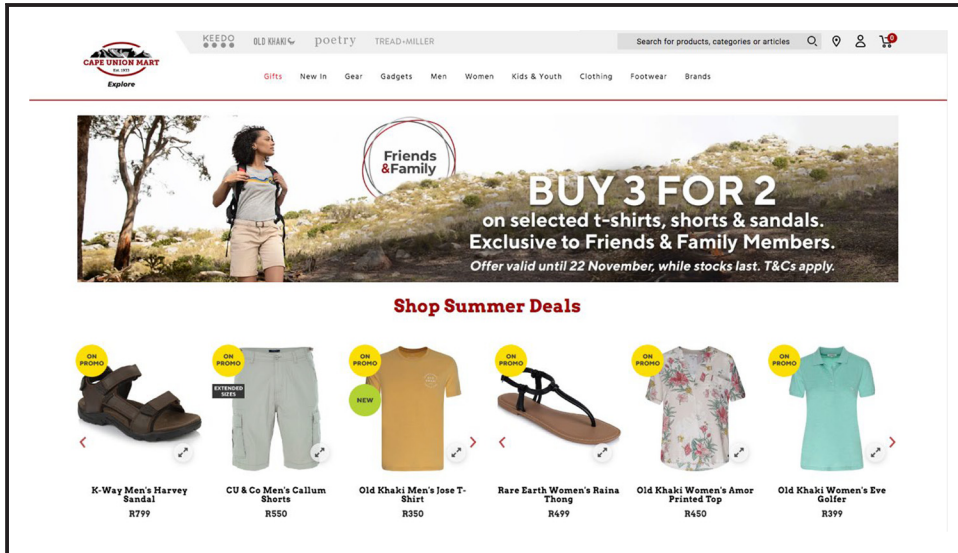 KEEDO
OLD KHAKI
poetry
TREAD+MILLER
Search for products, categories or articles
0
CAPE UNION MART
Est. 1933
Explore
Gifts
New In
Gear
Gadgets
Men
Women
Kids & Youth
Clothing
Footwear
Brands
Friends
&Family
BUY 3 FOR 2
on selected t-shirts, shorts & sandals.
Exclusive to Friends & Family Members.
Offer valid until 22 November, while stocks last. T&Cs apply.
Shop Summer Deals
ON
PROMO
K-Way Men's Harvey
Sandal
R799
ON
PROMO
EXTENDED
SIZES
CU & Co Men's Callum
Shorts
R550
ON
PROMO
NEW
Old Khaki Men's Jose T-
Shirt
R350
ON
PROMO
Rare Earth Women's Raina
Thong
R499
ON
PROMO
Old Khaki Women's Amor
Printed Top
R450
ON
PROMO
Old Khaki Women's Eve
Golfer
R399